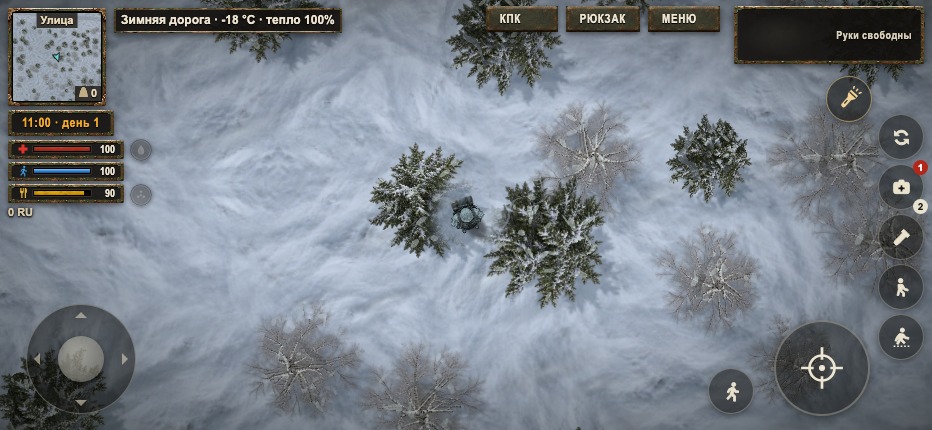 Улица
Зимняя дорога · -18 °C · тепло 100%
КПК
РЮКЗАК
МЕНЮ
Руки свободны
0
11:00 · день 1
100
100
90
0 RU
1
2